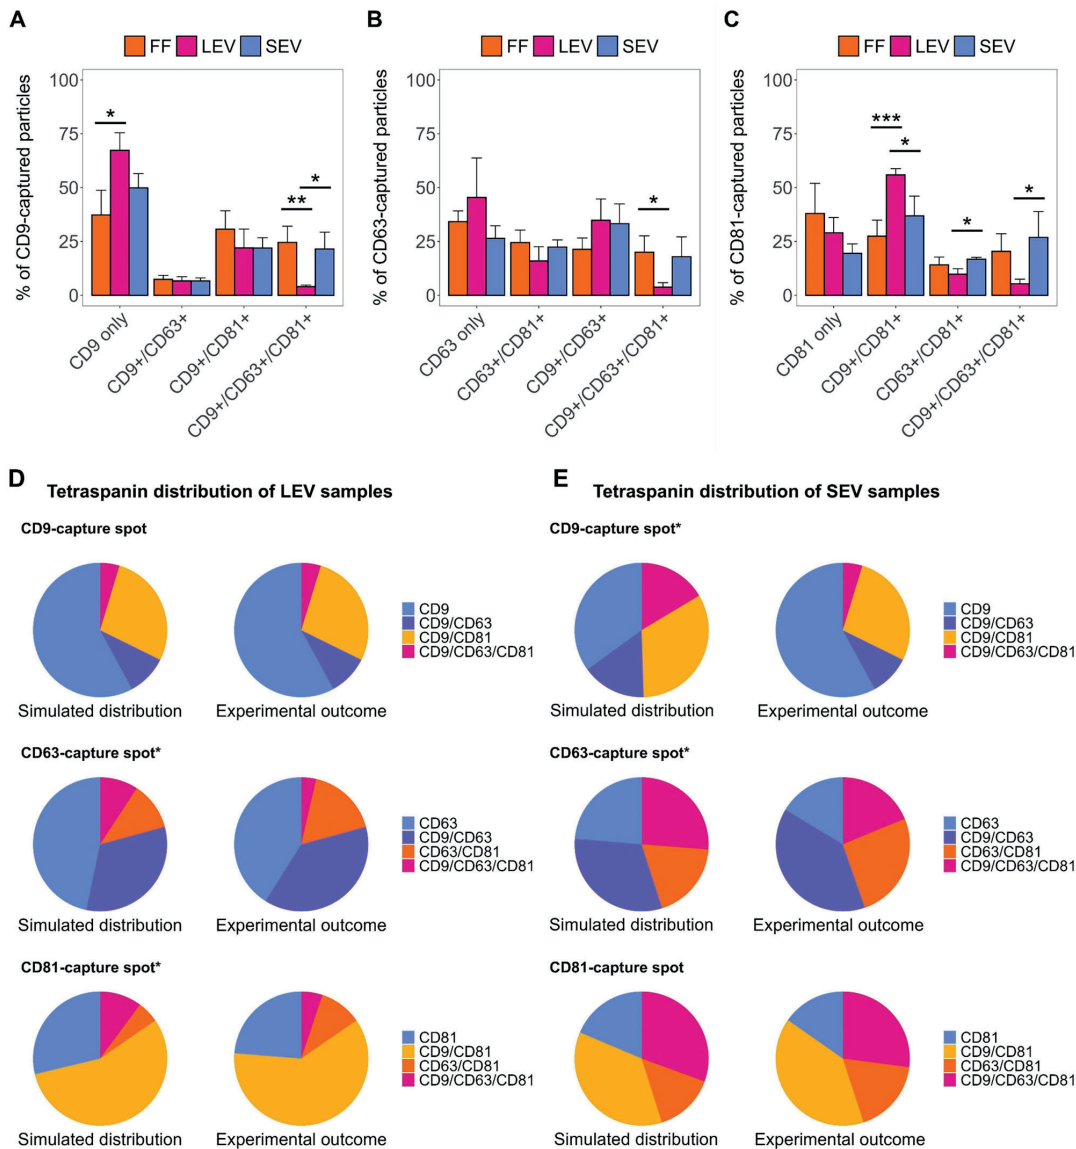 A
FF LEV SEV
% of CD9-captured particles
100
75
50
25
0
*
**
*
CD9 only
CD9+/CD63+
CD9+/CD81+
CD9+/CD63+/CD81+
B
FF LEV SEV
% of CD63-captured particles
100
75
50
25
0
*
CD63 only
CD63+/CD81+
CD9+/CD63+
CD9+/CD63+/CD81+
C
FF LEV SEV
% of CD81-captured particles
100
75
50
25
0
***
*
*
*
CD81 only
CD9+/CD81+
CD63+/CD81+
CD9+/CD63+/CD81+
D
Tetraspanin distribution of LEV samples
CD9-capture spot
CD9
CD9/CD63
CD9/CD81
CD9/CD63/CD81
Simulated distribution
Experimental outcome
CD63-capture spot*
CD63
CD9/CD63
CD63/CD81
CD9/CD63/CD81
Simulated distribution
Experimental outcome
CD81-capture spot*
CD81
CD9/CD81
CD63/CD81
CD9/CD63/CD81
Simulated distribution
Experimental outcome
E
Tetraspanin distribution of SEV samples
CD9-capture spot*
CD9
CD9/CD63
CD9/CD81
CD9/CD63/CD81
Simulated distribution
Experimental outcome
CD63-capture spot*
CD63
CD9/CD63
CD63/CD81
CD9/CD63/CD81
Simulated distribution
Experimental outcome
CD81-capture spot
CD81
CD9/CD81
CD63/CD81
CD9/CD63/CD81
Simulated distribution
Experimental outcome